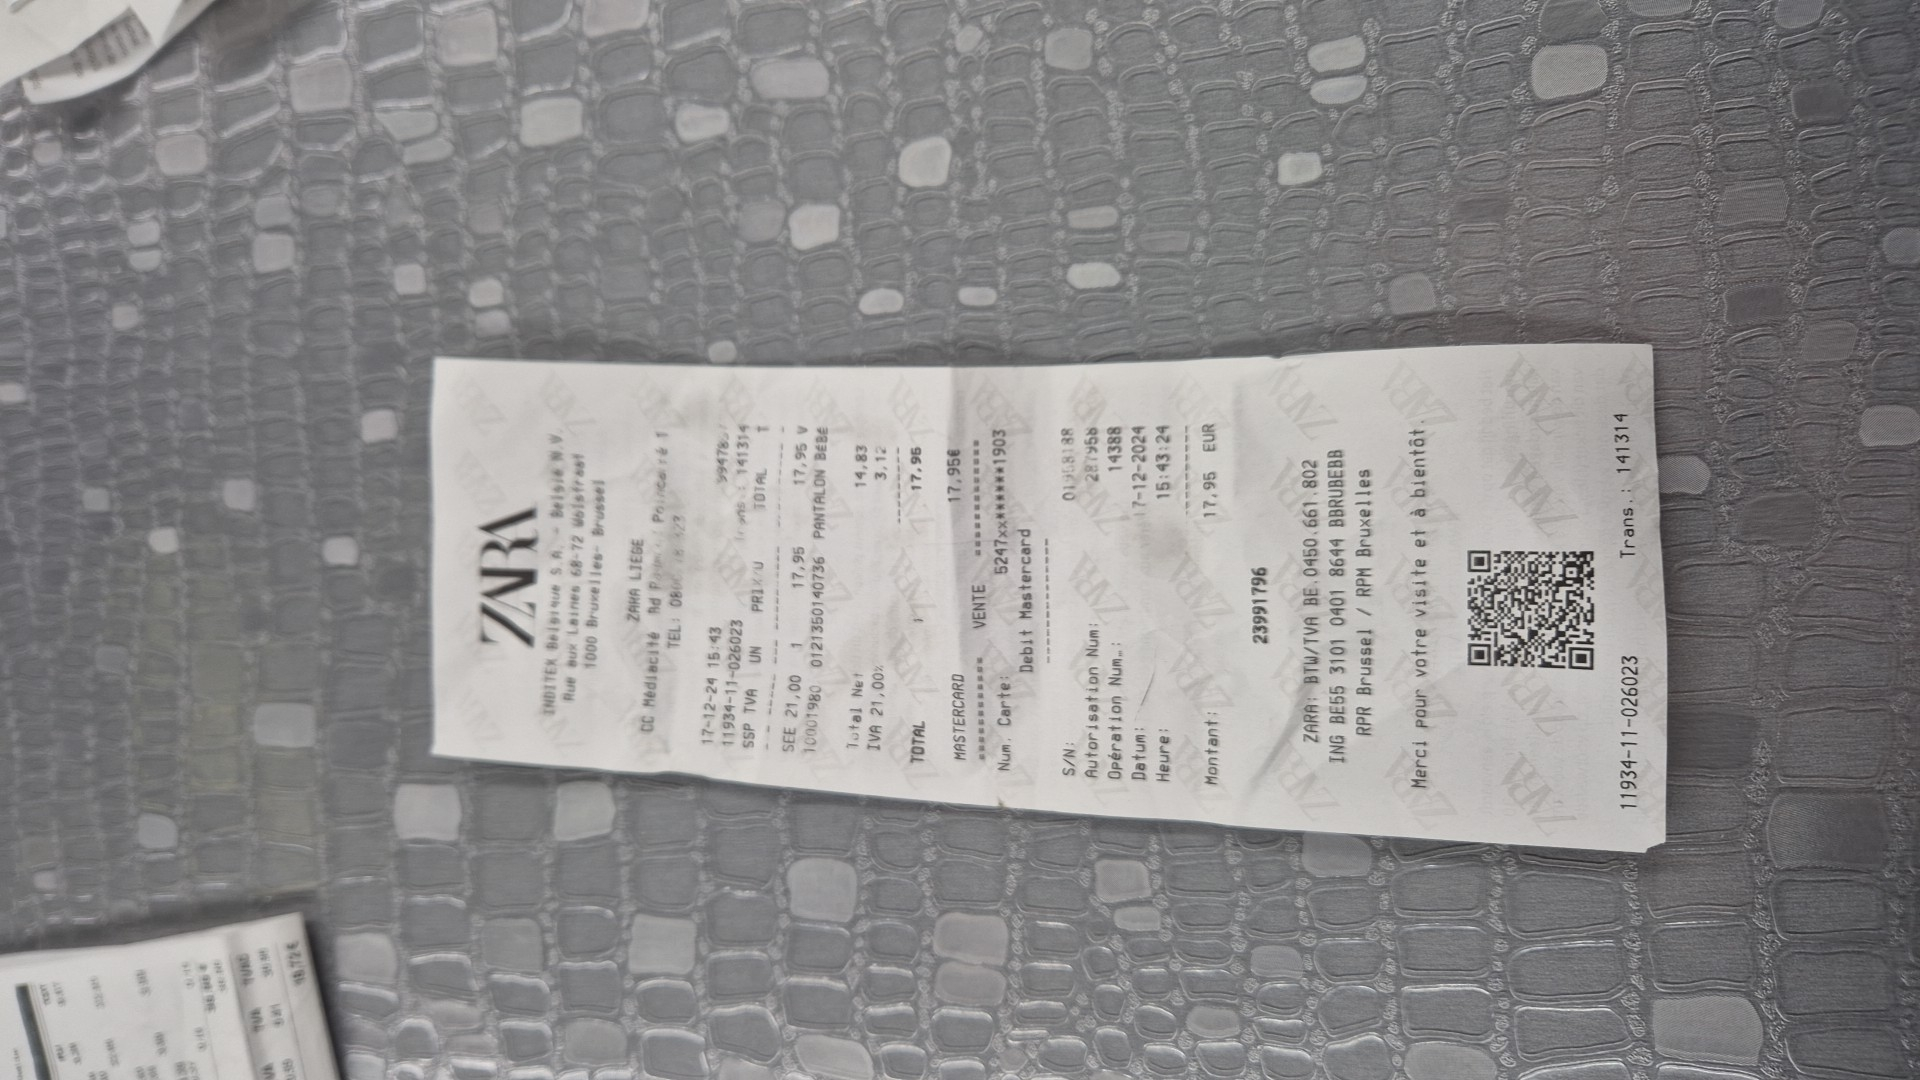 ZARA
INDITEX Belgique S.A. - België N.V.
Rue aux Laines 68-72 Wolstraat
1000 Bruxelles- Brussel
ZARA LIEGE
CC Médiacité Bd Poincaré 1
TEL:
17-12-24 15:43
11934-11-026023 Trans.: 141314
SSP TVA UN PRIX/U TOTAL T
SEE 21,00 1 17,95 17,95 V
10001980 0121350140736 PANTALON BEBE
Total Net 14,83
IVA 21,00% 3,12
TOTAL 17,95
MASTERCARD 17,95€
============ VENTE ============
Num. Carte: 5247xx******1903
Debit Mastercard
S/N:
Autorisation Num: 287958
Opération Num.: 14388
Datum: 17-12-2024
Heure: 15:43:24
Montant: 17,95 EUR
23991796
ZARA: BTW/TVA BE.0450.661.802
ING BE55 3101 0401 8644 BBRUBEBB
RPR Brussel / RPM Bruxelles
Merci pour votre visite et à bientôt.
11934-11-026023 Trans.: 141314